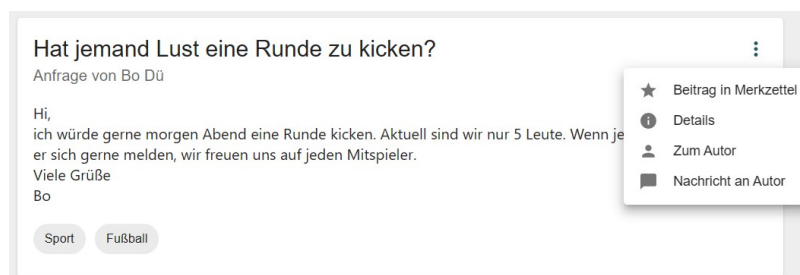 Hat jemand Lust eine Runde zu kicken?
Anfrage von Bo Dü
Hi,
ich würde gerne morgen Abend eine Runde kicken. Aktuell sind wir nur 5 Leute. Wenn
er sich gerne melden, wir freuen uns auf jeden Mitspieler.
Viele Grüße
Bo
Sport Fußball
Beitrag in Merkzettel
Details
Zum Autor
Nachricht an Autor